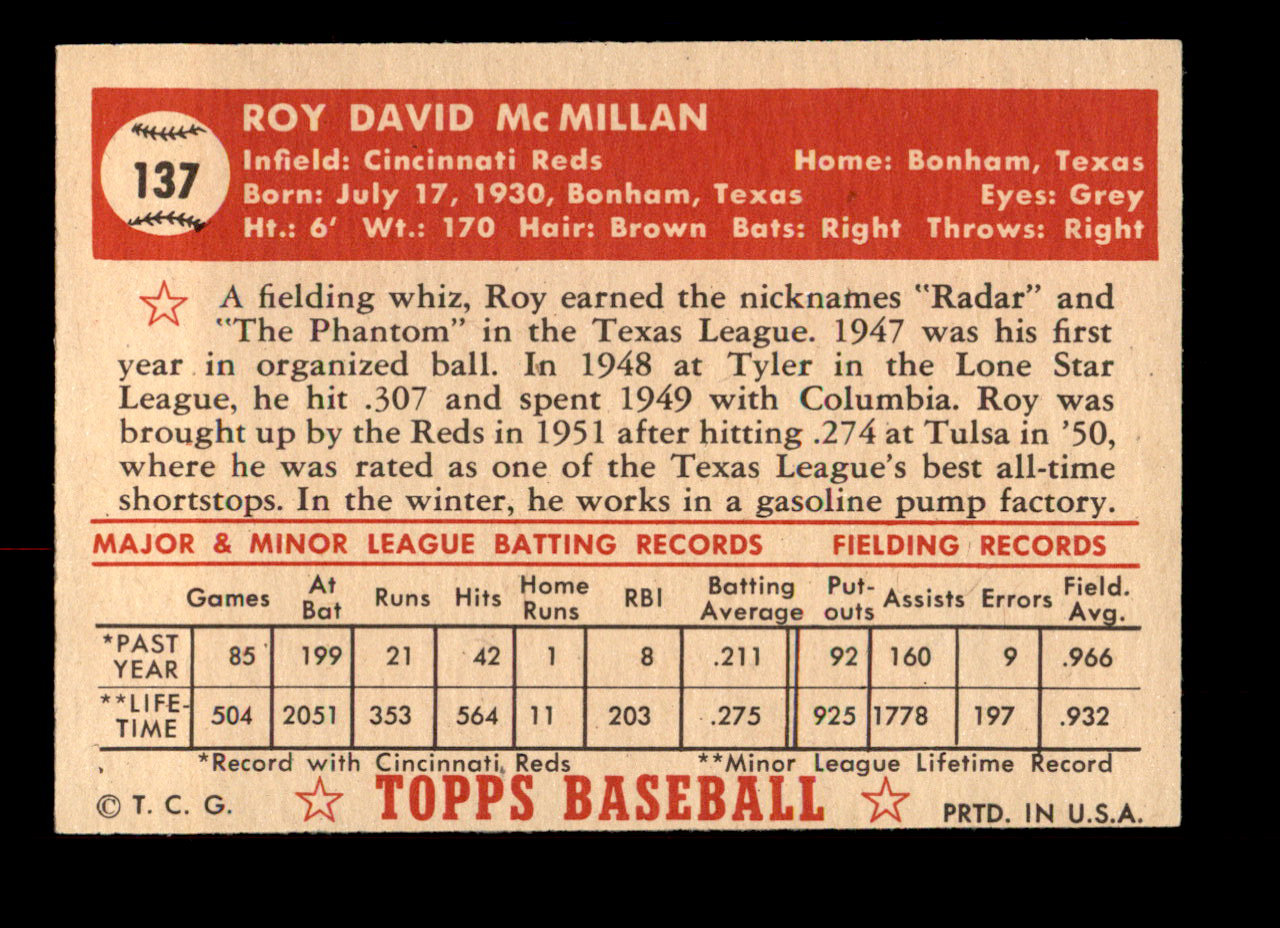 137
ROY DAVID McMILLAN
Infield: Cincinnati Reds Home: Bonham, Texas
Born: July 17, 1930, Bonham, Texas Eyes: Grey
Ht.: 6' Wt.: 170 Hair: Brown Bats: Right Throws: Right
A fielding whiz, Roy earned the nicknames "Radar" and
"The Phantom" in the Texas League. 1947 was his first
year in organized ball. In 1948 at Tyler in the Lone Star
League, he hit .307 and spent 1949 with Columbia. Roy was
brought up by the Reds in 1951 after hitting .274 at Tulsa in '50,
where he was rated as one of the Texas League's best all-time
shortstops. In the winter, he works in a gasoline pump factory.
MAJOR & MINOR LEAGUE BATTING RECORDS FIELDING RECORDS
Games At Bat Runs Hits Home Runs RBI Batting Average Put-outs Assists Errors Field. Avg.
*PAST YEAR 85 199 21 42 1 8 .211 92 160 9 .966
**LIFE-TIME 504 2051 353 564 11 203 .275 925 1778 197 .932
*Record with Cincinnati Reds **Minor League Lifetime Record
© T. C. G. TOPPS BASEBALL PRTD. IN U.S.A.